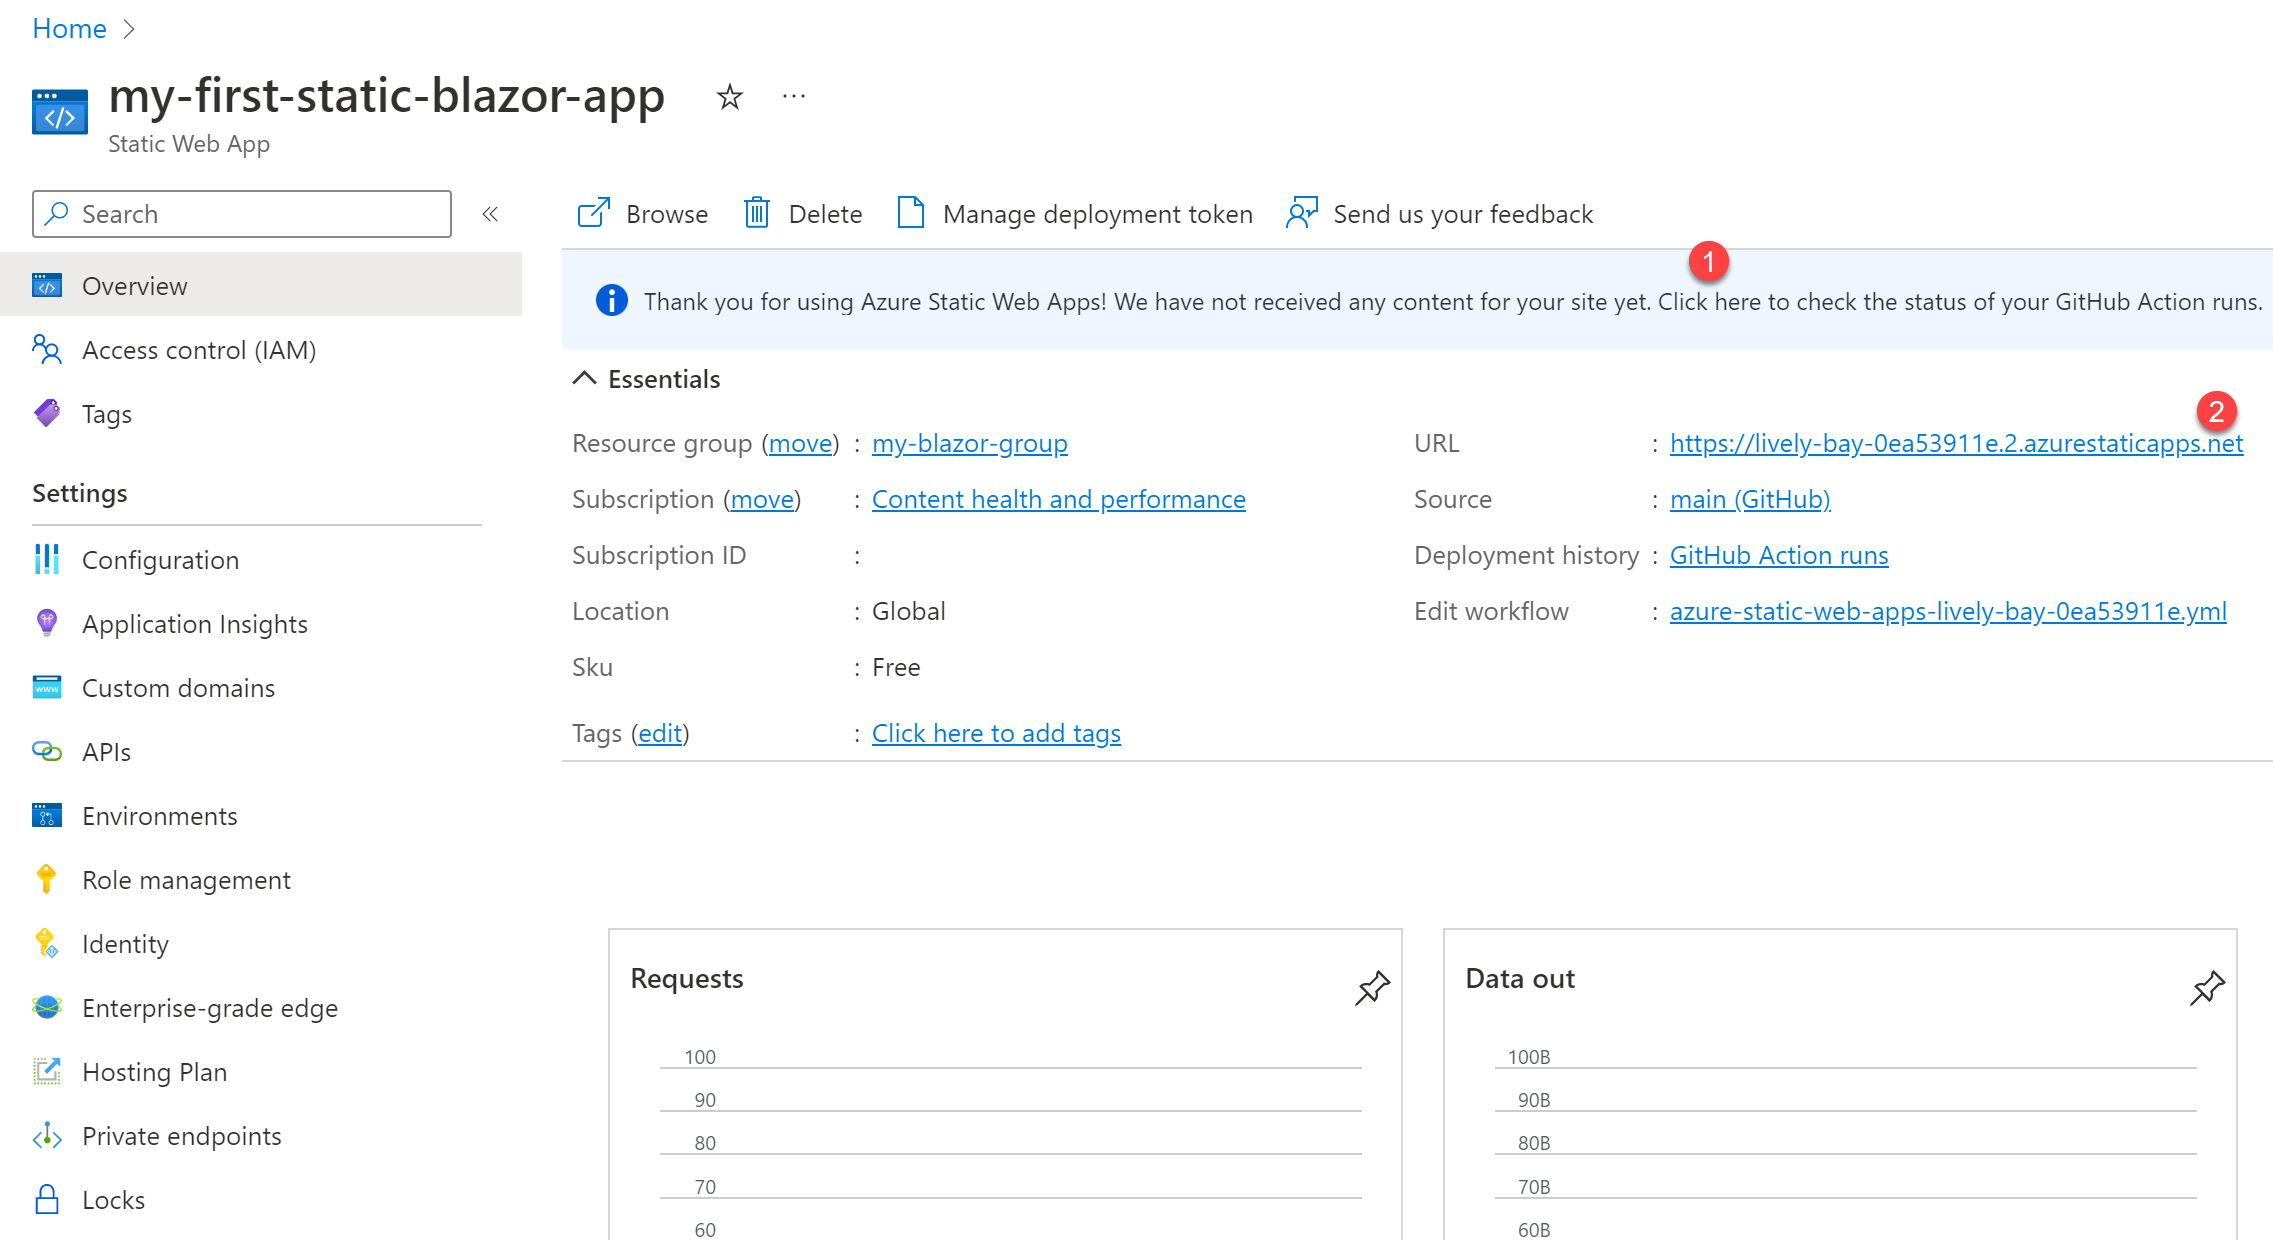 Home
my-first-static-blazor-app
Static Web App
Search
Overview
Access control (IAM)
Tags
Settings
Configuration
Application Insights
Custom domains
APIs
Environments
Role management
Identity
Enterprise-grade edge
Hosting Plan
Private endpoints
Locks
Browse Delete Manage deployment token Send us your feedback
1
Thank you for using Azure Static Web Apps! We have not received any content for your site yet. Click here to check the status of your GitHub Action runs.
Essentials
2
Resource group (move) : my-blazor-group
Subscription (move) : Content health and performance
Subscription ID :
Location : Global
Sku : Free
Tags (edit) : Click here to add tags
URL : https://lively-bay-0ea53911e.2.azurestaticapps.net
Source : main (GitHub)
Deployment history : GitHub Action runs
Edit workflow : azure-static-web-apps-lively-bay-0ea53911e.yml
Requests
100
90
80
70
60
Data out
100B
90B
80B
70B
60B